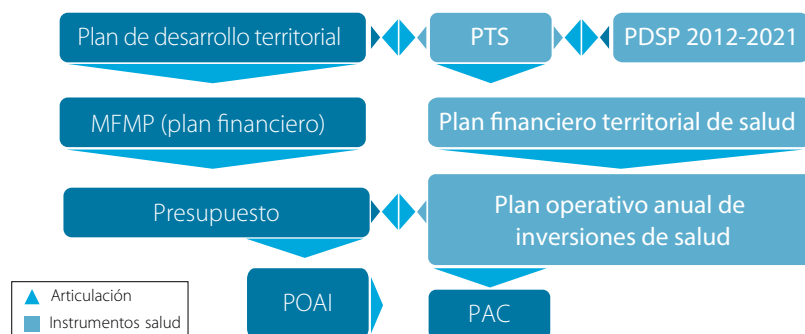 Plan de desarrollo territorial
PTS
PDSP 2012-2021
MFMP (plan financiero)
Plan financiero territorial de salud
Presupuesto
Plan operativo anual de
inversiones de salud
POAI
PAC
Articulación
Instrumentos salud